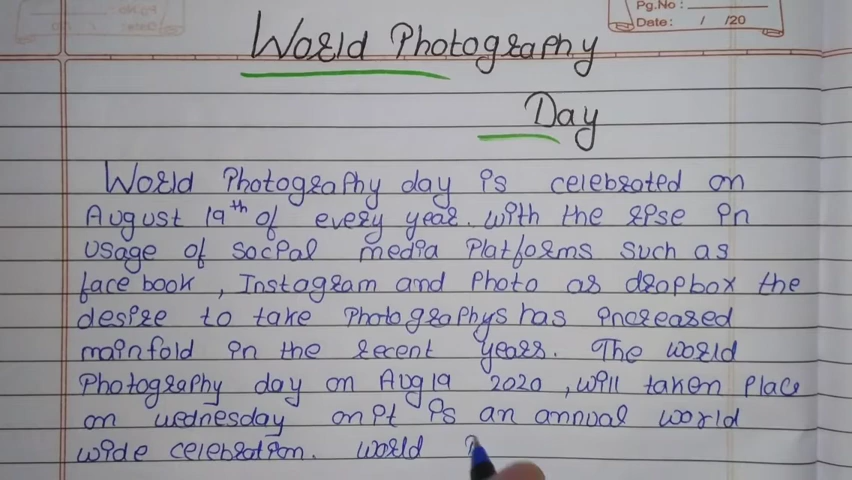 Pg.No :
Date : / /20
World Photography
Day
World Photography day is celebrated on
August 19th of every year. With the rise in
usage of social media platforms such as
face book , Instagram and photo as dropbox the
desire to take photographys has increased
mainfold in the recent years. The world
photography day on Aug 19 2020 , will taken place
on wednesday onit is an annual world
wide celebration. World